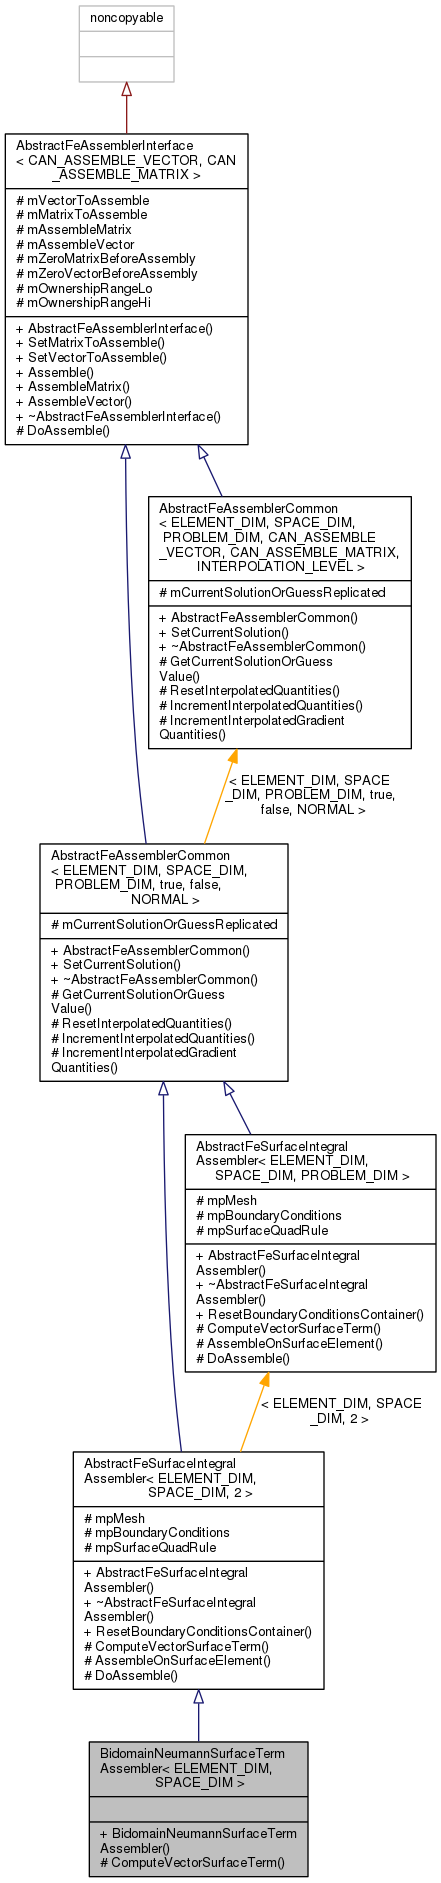 noncopyable
AbstractFeAssemblerInterface
< CAN_ASSEMBLE_VECTOR, CAN
_ASSEMBLE_MATRIX >
# mVectorToAssemble
# mMatrixToAssemble
# mAssembleMatrix
# mAssembleVector
# mZeroMatrixBeforeAssembly
# mZeroVectorBeforeAssembly
# mOwnershipRangeLo
# mOwnershipRangeHi
+ AbstractFeAssemblerInterface()
+ SetMatrixToAssemble()
+ SetVectorToAssemble()
+ Assemble()
+ AssembleMatrix()
+ AssembleVector()
+ ~AbstractFeAssemblerInterface()
# DoAssemble()
AbstractFeAssemblerCommon
< ELEMENT_DIM, SPACE_DIM,
PROBLEM_DIM, CAN_ASSEMBLE
_VECTOR, CAN_ASSEMBLE_MATRIX,
INTERPOLATION_LEVEL >
# mCurrentSolutionOrGuessReplicated
+ AbstractFeAssemblerCommon()
+ SetCurrentSolution()
+ ~AbstractFeAssemblerCommon()
# GetCurrentSolutionOrGuess
Value()
# ResetInterpolatedQuantities()
# IncrementInterpolatedQuantities()
# IncrementInterpolatedGradient
Quantities()
< ELEMENT_DIM, SPACE
_DIM, PROBLEM_DIM, true,
false, NORMAL >
AbstractFeAssemblerCommon
< ELEMENT_DIM, SPACE_DIM,
PROBLEM_DIM, true, false,
NORMAL >
# mCurrentSolutionOrGuessReplicated
+ AbstractFeAssemblerCommon()
+ SetCurrentSolution()
+ ~AbstractFeAssemblerCommon()
# GetCurrentSolutionOrGuess
Value()
# ResetInterpolatedQuantities()
# IncrementInterpolatedQuantities()
# IncrementInterpolatedGradient
Quantities()
AbstractFeSurfaceIntegral
Assembler< ELEMENT_DIM,
SPACE_DIM, PROBLEM_DIM >
# mpMesh
# mpBoundaryConditions
# mpSurfaceQuadRule
+ AbstractFeSurfaceIntegral
Assembler()
+ ~AbstractFeSurfaceIntegral
Assembler()
+ ResetBoundaryConditionsContainer()
# ComputeVectorSurfaceTerm()
# AssembleOnSurfaceElement()
# DoAssemble()
< ELEMENT_DIM, SPACE
_DIM, 2 >
AbstractFeSurfaceIntegral
Assembler< ELEMENT_DIM,
SPACE_DIM, 2 >
# mpMesh
# mpBoundaryConditions
# mpSurfaceQuadRule
+ AbstractFeSurfaceIntegral
Assembler()
+ ~AbstractFeSurfaceIntegral
Assembler()
+ ResetBoundaryConditionsContainer()
# ComputeVectorSurfaceTerm()
# AssembleOnSurfaceElement()
# DoAssemble()
BidomainNeumannSurfaceTerm
Assembler< ELEMENT_DIM,
SPACE_DIM >
+ BidomainNeumannSurfaceTerm
Assembler()
# ComputeVectorSurfaceTerm()